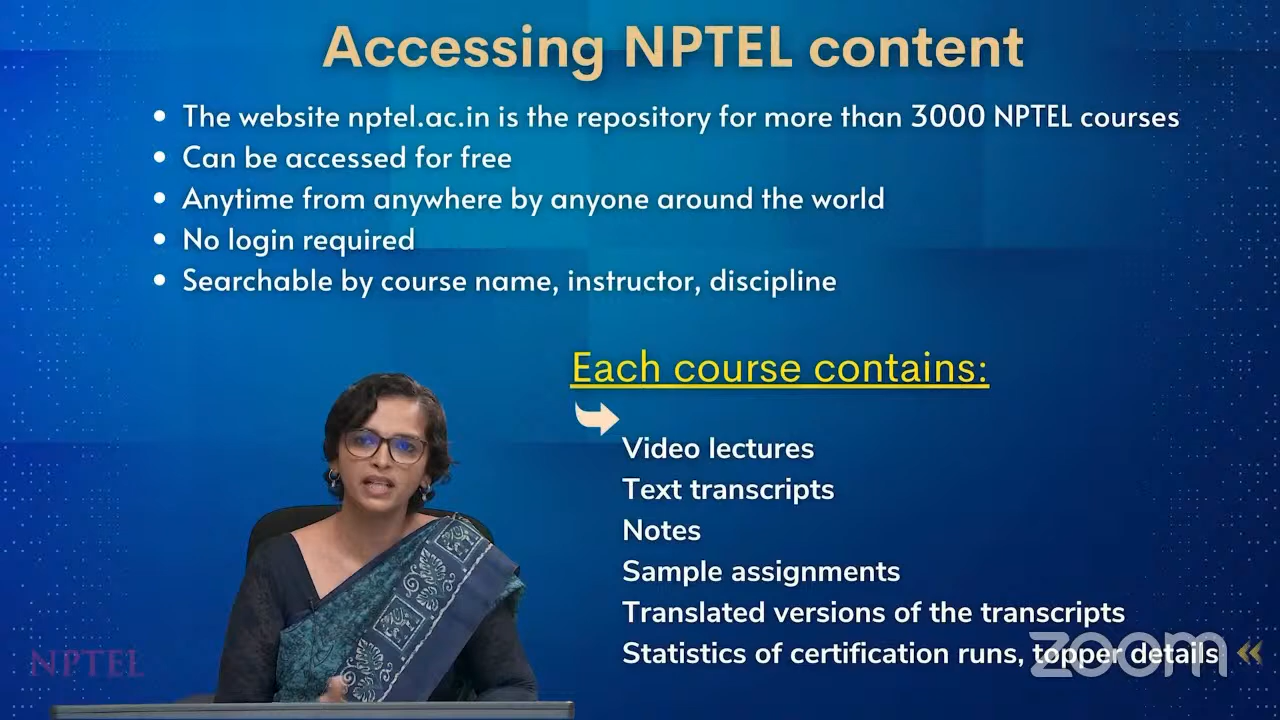 Accessing NPTEL content
The website nptel.ac.in is the repository for more than 3000 NPTEL courses
Can be accessed for free
Anytime from anywhere by anyone around the world
No login required
Searchable by course name, instructor, discipline
Each course contains:
Video lectures
Text transcripts
Notes
Sample assignments
Translated versions of the transcripts
Statistics of certification runs, topper details
zoom
NPTEL